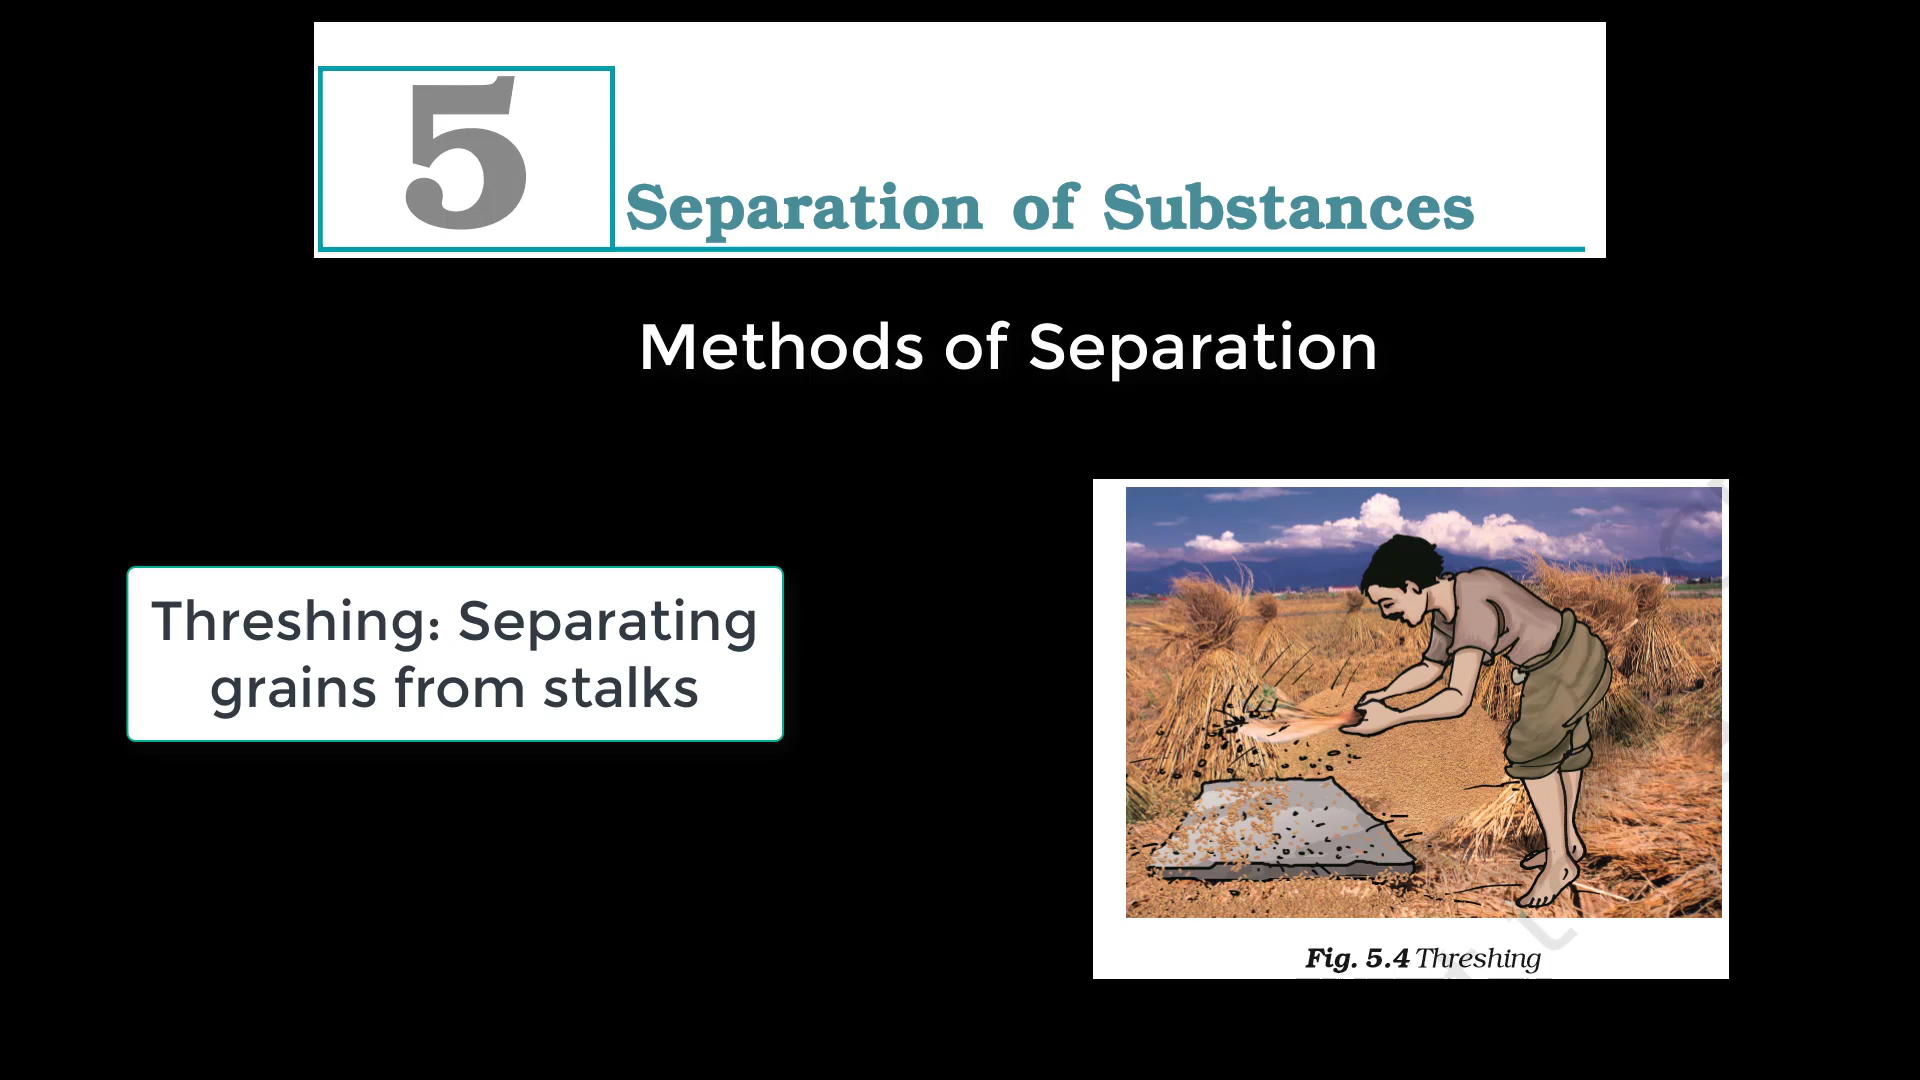 5
Separation of Substances
Methods of Separation
Threshing: Separating
grains from stalks
Fig. 5.4 Threshing